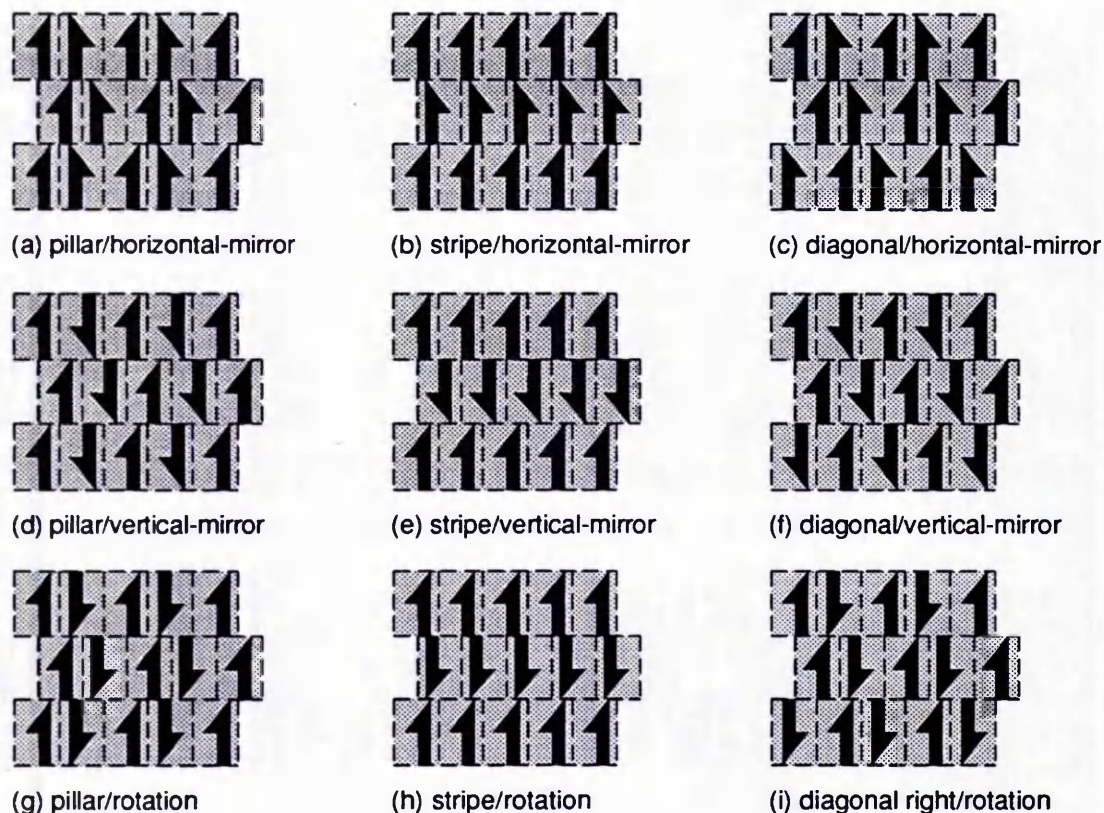 (a) pillar/horizontal-mirror
(b) stripe/horizontal-mirror
(c) diagonal/horizontal-mirror
(d) pillar/vertical-mirror
(e) stripe/vertical-mirror
(f) diagonal/vertical-mirror
(g) pillar/rotation
(h) stripe/rotation
(i) diagonal right/rotation